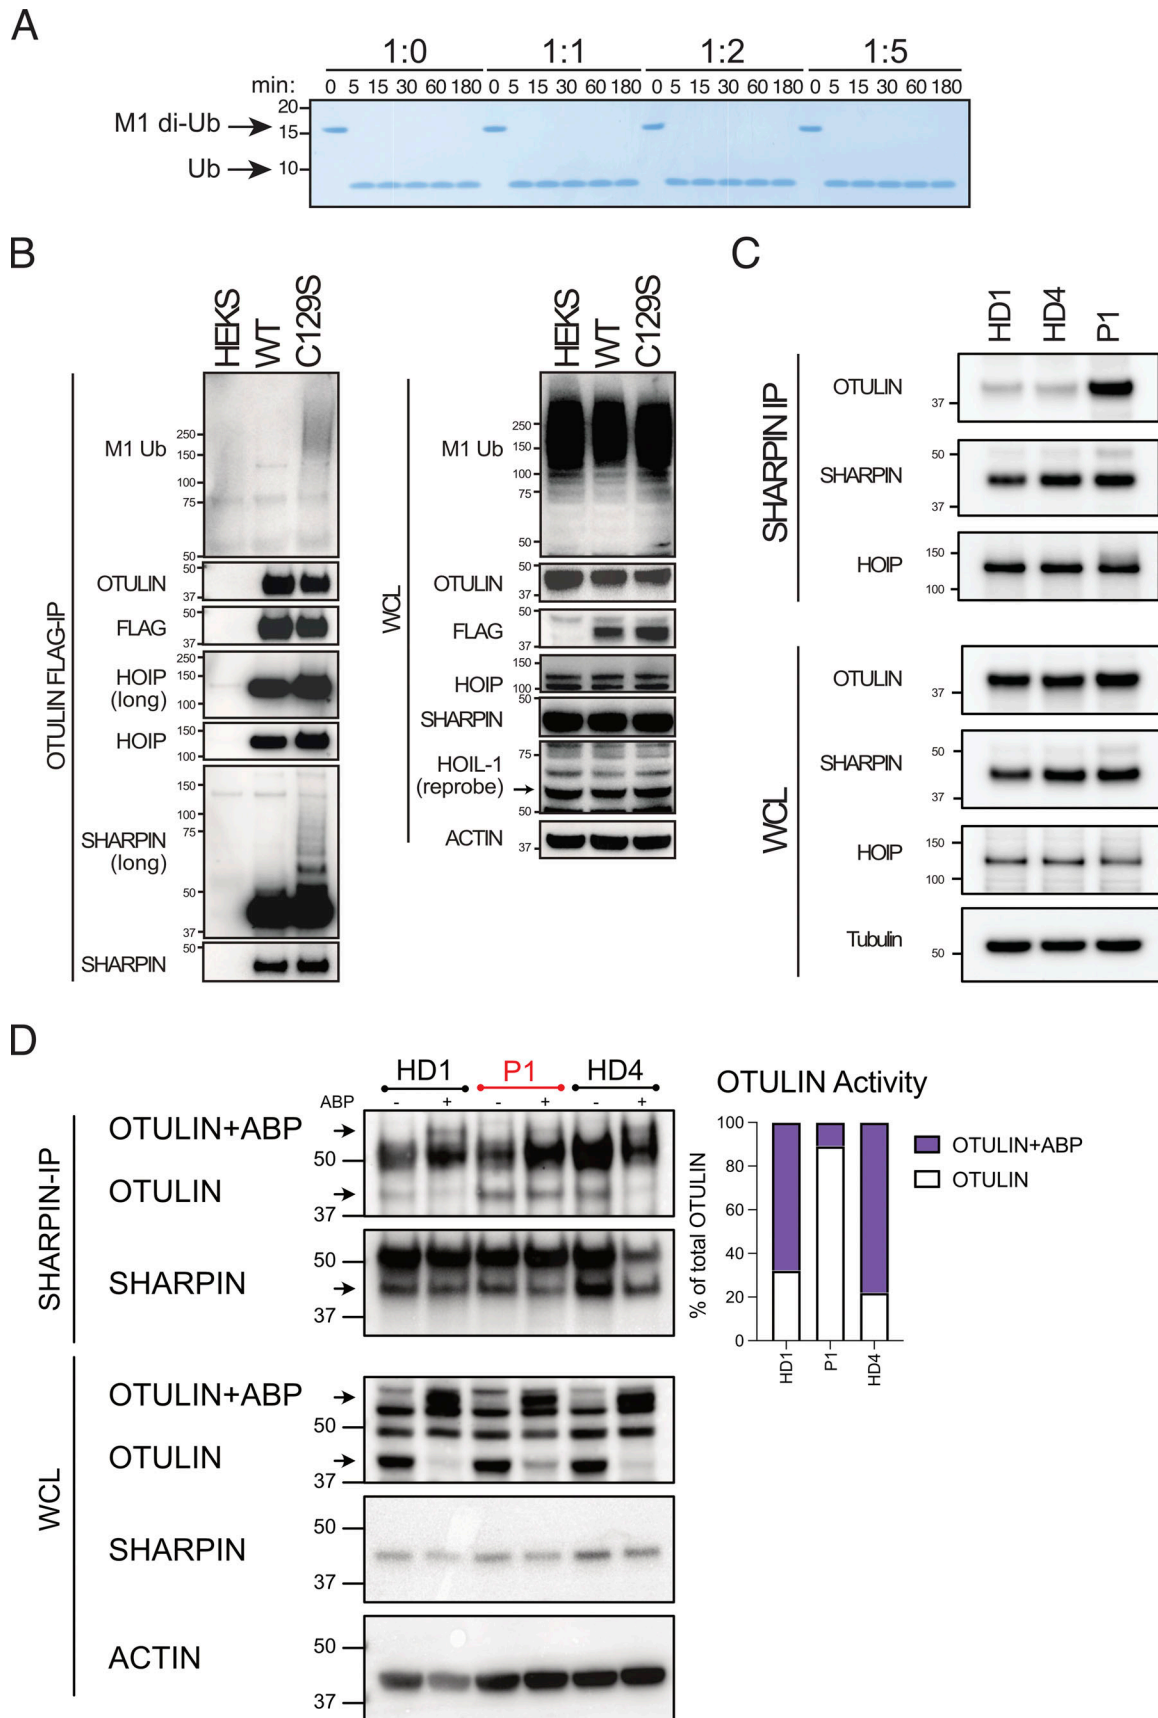 A
1:0 1:1 1:2 1:5
min: 0 5 15 30 60 180 0 5 15 30 60 180 0 5 15 30 60 180 0 5 15 30 60 180
20
M1 di-Ub
15
Ub
10
B
HEKS WT C129S
OTULIN FLAG-IP
M1 Ub
250
150
100
75
50
OTULIN
50
37
FLAG
50
37
HOIP
(long)
250
150
100
HOIP
150
100
SHARPIN
(long)
150
100
75
50
37
SHARPIN
50
HEKS WT C129S
WCL
M1 Ub
250
150
100
75
50
OTULIN
50
37
FLAG
50
37
HOIP
150
100
SHARPIN
50
HOIL-1
(reprobe)
75
50
ACTIN
37
C
HD1 HD4 P1
SHARPIN IP
OTULIN
37
SHARPIN
50
37
HOIP
150
100
WCL
OTULIN
37
SHARPIN
50
37
HOIP
150
100
Tubulin
50
D
HD1 P1 HD4
ABP - + - + - +
SHARPIN-IP
OTULIN+ABP
50
OTULIN
37
SHARPIN
50
37
WCL
OTULIN+ABP
50
OTULIN
37
SHARPIN
50
37
ACTIN
50
37
OTULIN Activity
% of total OTULIN
100
80
60
40
20
0
HD1 P1 HD4
OTULIN+ABP
OTULIN